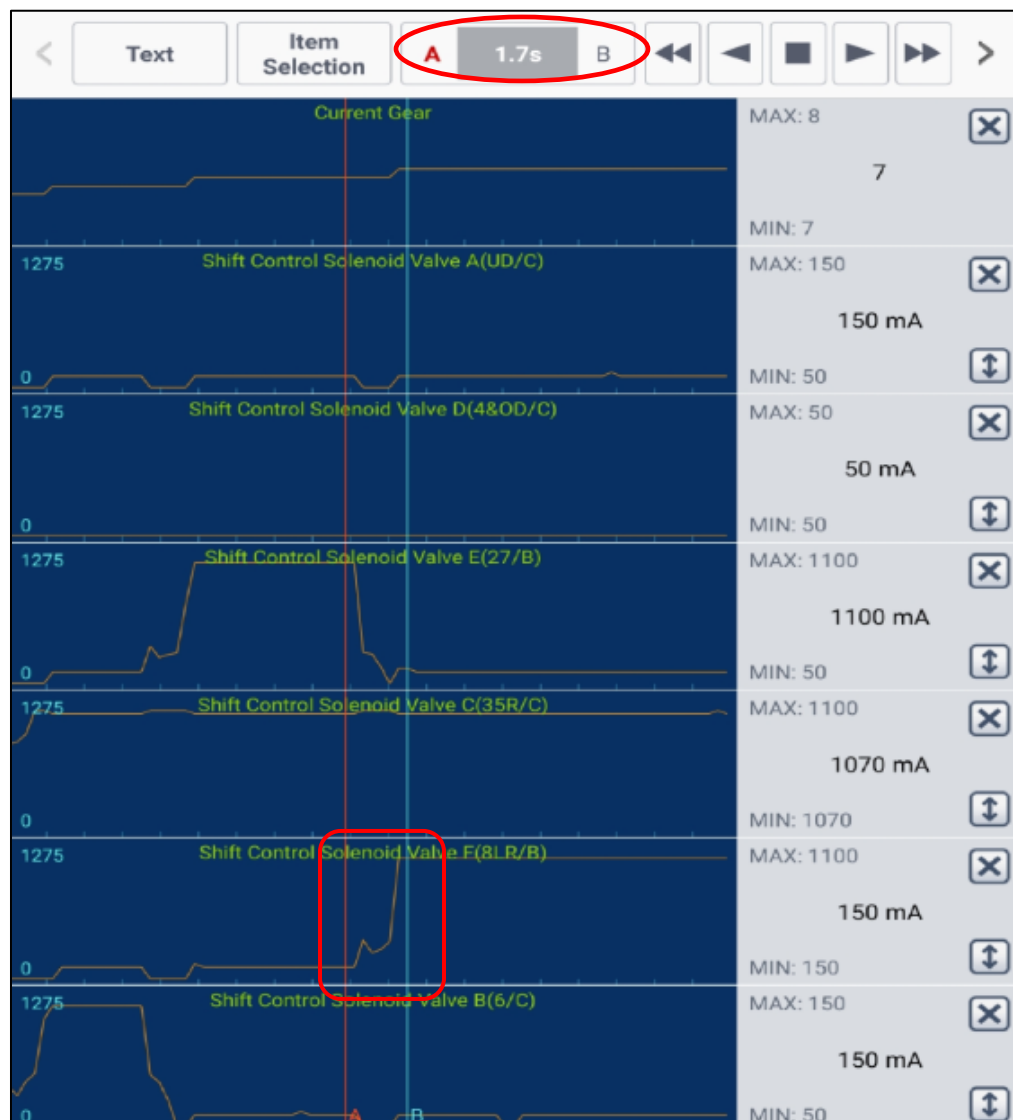 Text
Item
Selection
A 1.7s B
Current Gear
MAX: 8
7
MIN: 7
1275 Shift Control Solenoid Valve A(UD/C)
MAX: 150
150 mA
0
MIN: 50
1275 Shift Control Solenoid Valve D(4&OD/C)
MAX: 50
50 mA
0
MIN: 50
1275 Shift Control Solenoid Valve E(27/B)
MAX: 1100
1100 mA
0
MIN: 50
1275 Shift Control Solenoid Valve C(35R/C)
MAX: 1100
1070 mA
0
MIN: 1070
1275 Shift Control Solenoid Valve F(8LR/B)
MAX: 1100
150 mA
0
MIN: 150
1275 Shift Control Solenoid Valve B(6/C)
MAX: 150
150 mA
0 A B
MIN: 50